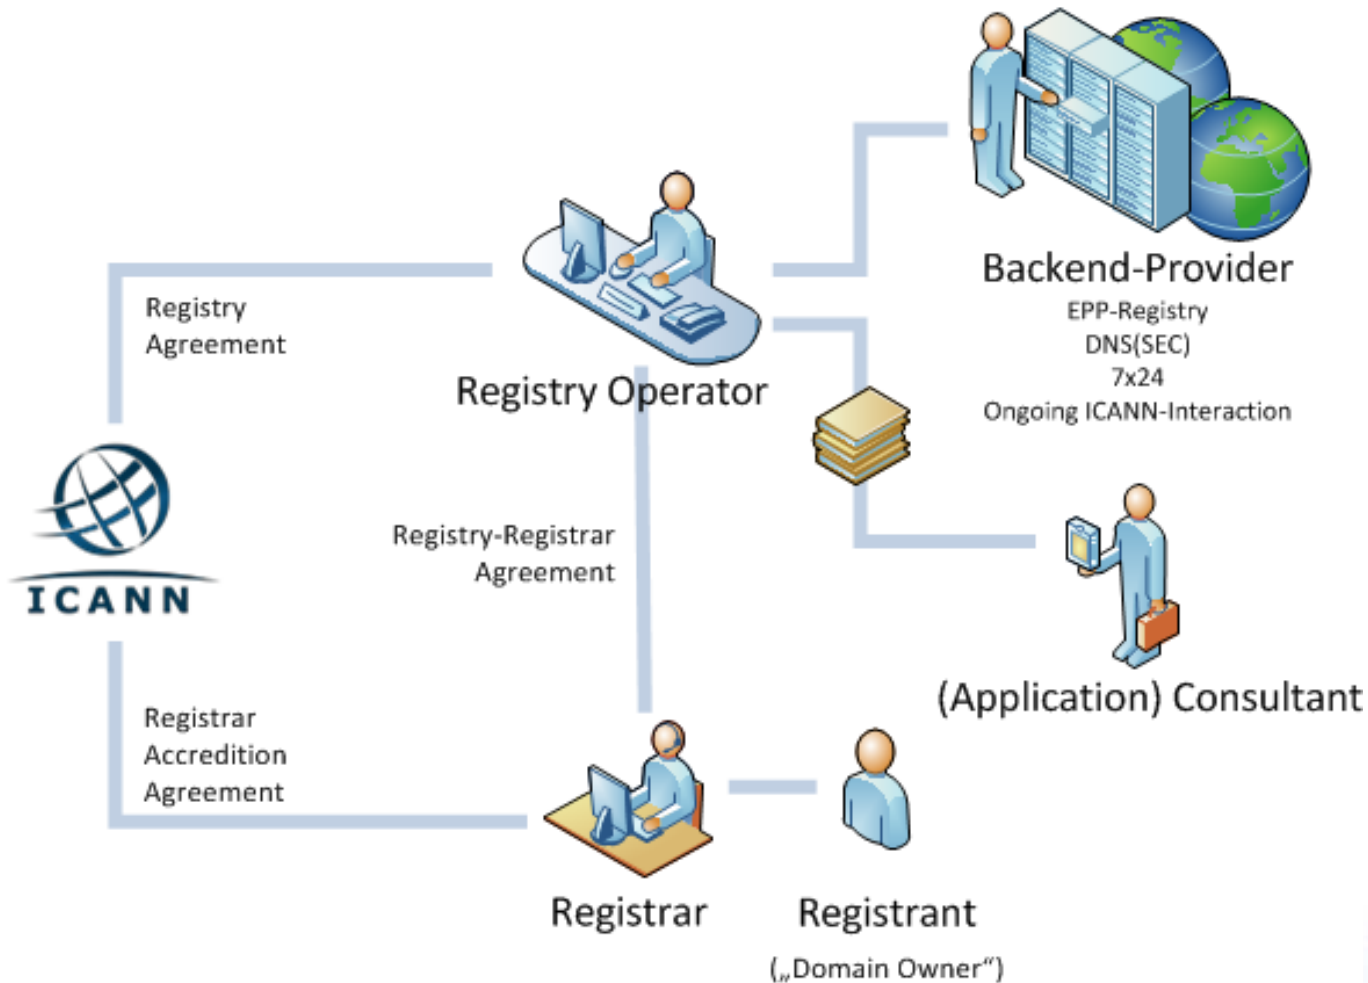 Backend-Provider
EPP-Registry
DNS(SEC)
7x24
Ongoing ICANN-Interaction
Registry
Agreement
Registry Operator
ICANN
Registry-Registrar
Agreement
(Application) Consultant
Registrar
Accredition
Agreement
Registrar
Registrant
(„Domain Owner“)